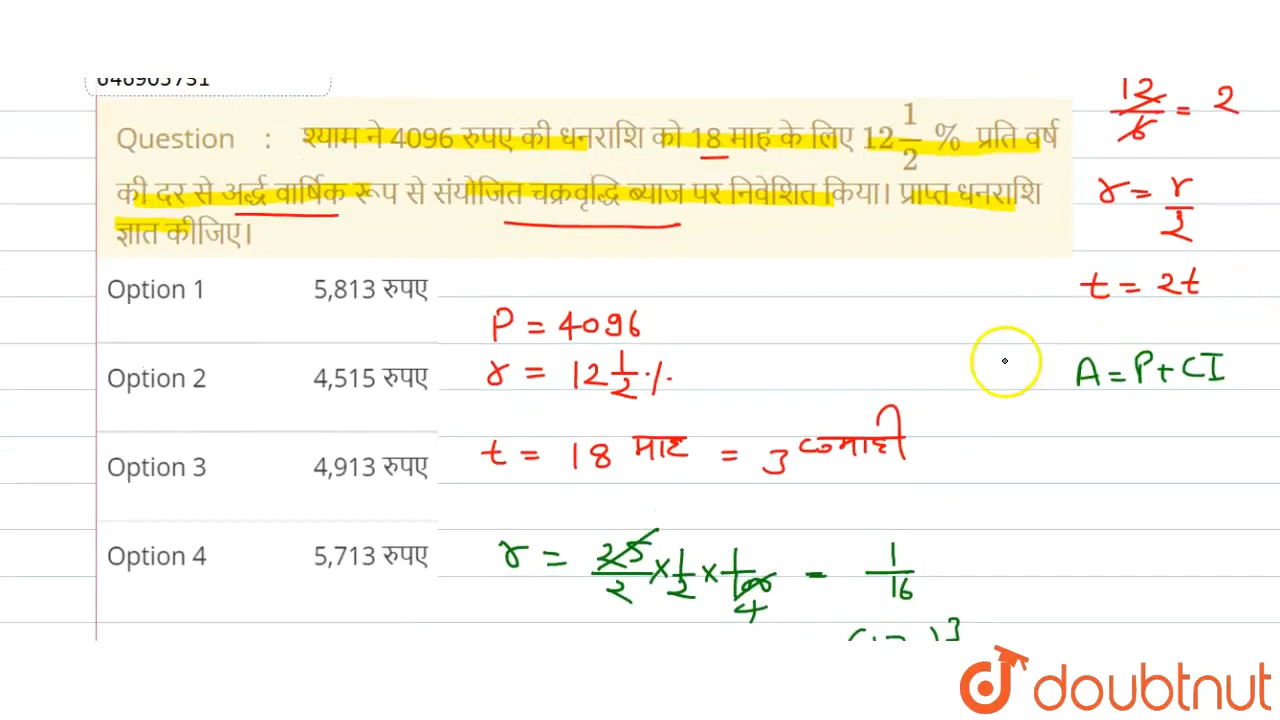 646905731
Question : श्याम ने 4096 रुपए की धनराशि को 18 माह के लिए 12 1/2 % प्रति वर्ष
की दर से अर्द्ध वार्षिक रूप से संयोजित चक्रवृद्धि ब्याज पर निवेशित किया। प्राप्त धनराशि
ज्ञात कीजिए।
Option 1 5,813 रुपए
Option 2 4,515 रुपए
Option 3 4,913 रुपए
Option 4 5,713 रुपए
12/6 = 2
r = r/2
t = 2t
A = P + CI
P = 4096
r = 12 1/2 %
t = 18 माह = 3 छमाही
r = 25/2 × 1/2 × 1/100 = 1/16
4
doubtnut